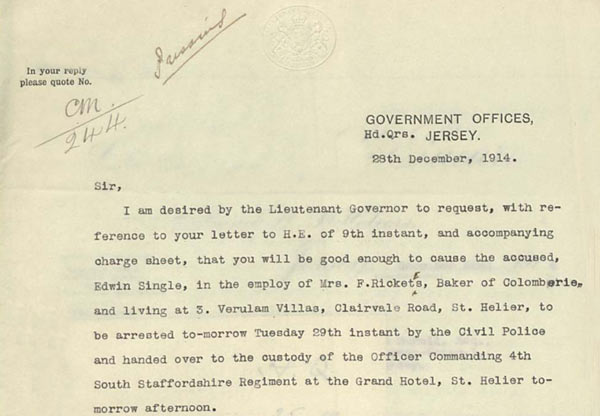 Pressing
In your reply
please quote No.
CM.
244.
GOVERNMENT OFFICES,
Hd.Qrs. JERSEY.
28th December, 1914.
Sir,
I am desired by the Lieutenant Governor to request, with re-
ference to your letter to H.E. of 9th instant, and accompanying
charge sheet, that you will be good enough to cause the accused,
Edwin Single, in the employ of Mrs. F.Rickets, Baker of Colomberie,
and living at 3. Verulam Villas, Clairvale Road, St. Helier, to
be arrested to-morrow Tuesday 29th instant by the Civil Police
and handed over to the custody of the Officer Commanding 4th
South Staffordshire Regiment at the Grand Hotel, St. Helier to-
morrow afternoon.